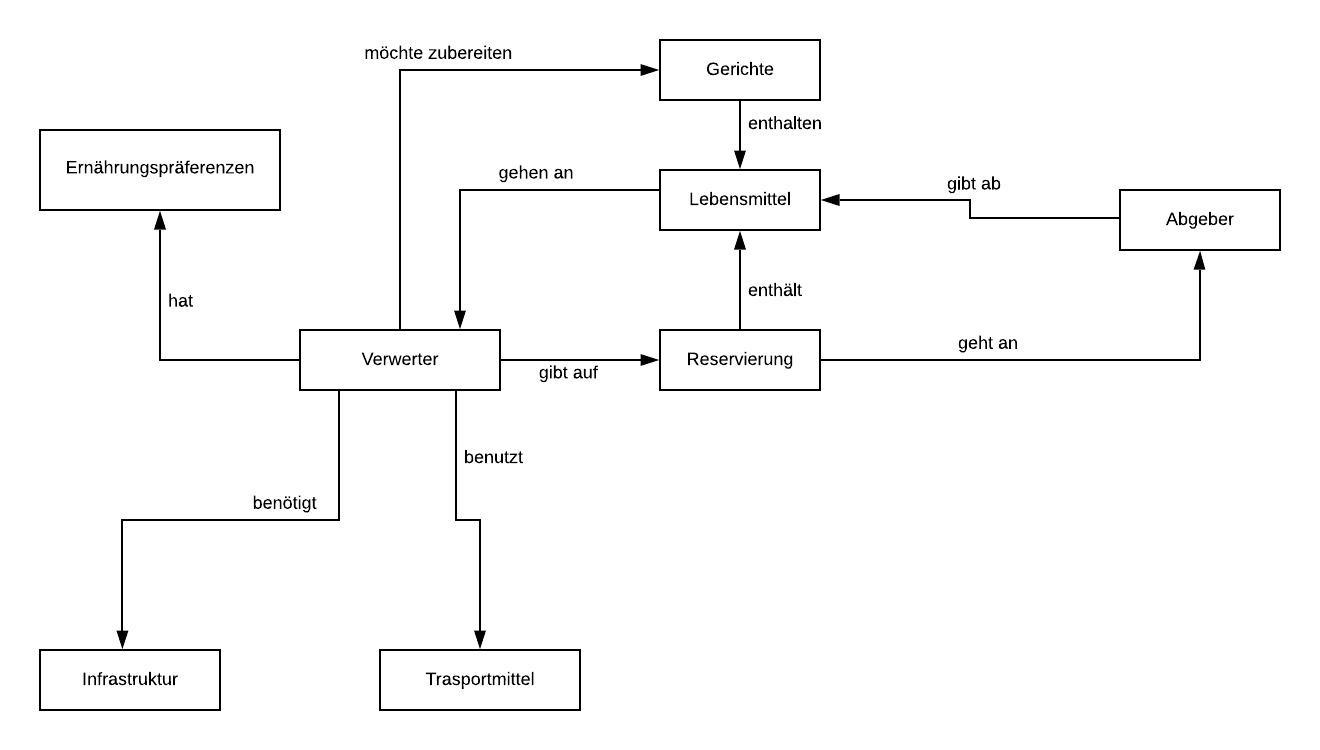 möchte zubereiten
Gerichte
enthalten
Ernährungspräferenzen
gehen an
Lebensmittel
gibt ab
Abgeber
hat
enthält
Verwerter
gibt auf
Reservierung
geht an
benutzt
benötigt
Infrastruktur
Trasportmittel